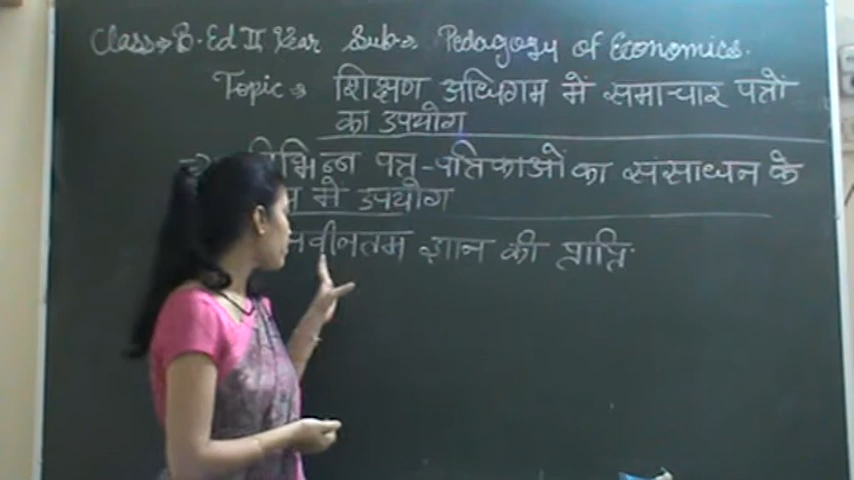 Class→ B.Ed II Year Sub.→ Pedagogy of Economics.
Topic→ शिक्षण अधिगम में समाचार पत्रों
का उपयोग
पत्र-पत्रिकाओं का संसाधन के
में उपयोग
नवीनतम ज्ञान की प्राप्ति